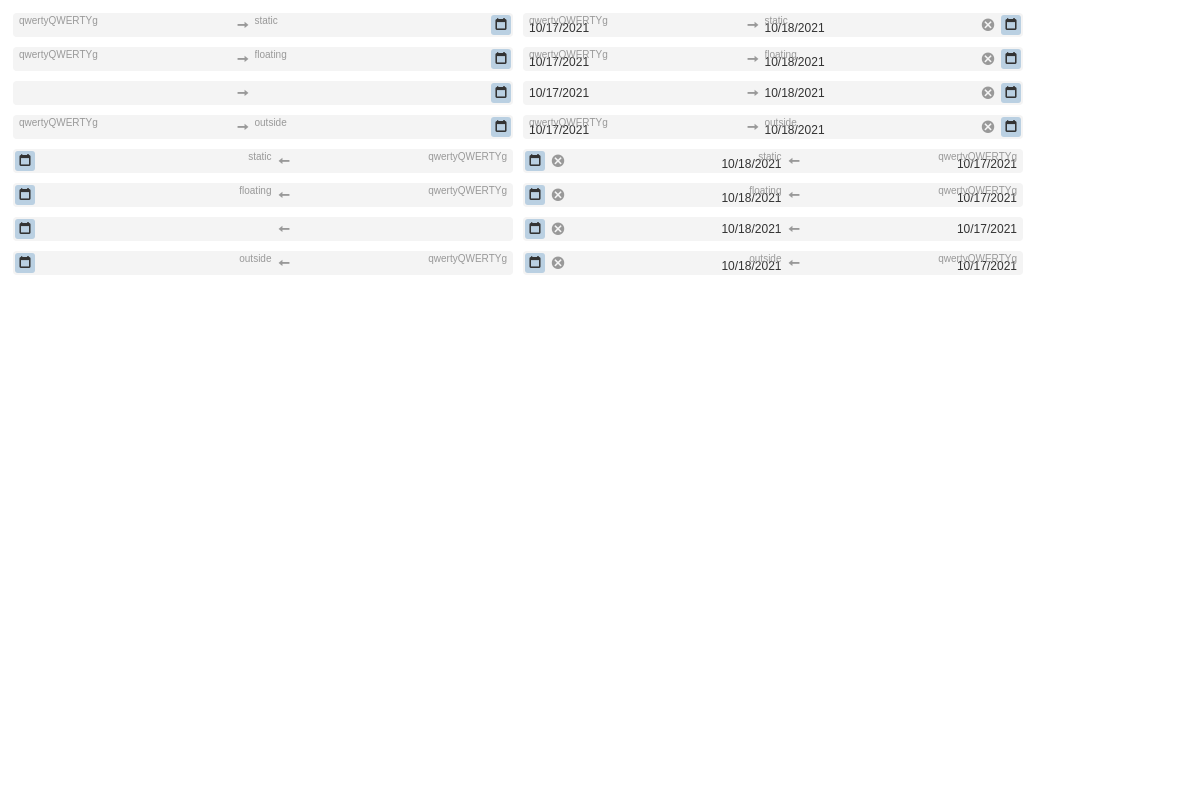 qwertyQWERTYg static qwertyQWERTYg static
10/17/2021 10/18/2021
qwertyQWERTYg floating qwertyQWERTYg floating
10/17/2021 10/18/2021
10/17/2021 10/18/2021
qwertyQWERTYg outside qwertyQWERTYg outside
10/17/2021 10/18/2021
static qwertyQWERTYg static qwertyQWERTYg
10/18/2021 10/17/2021
floating qwertyQWERTYg floating qwertyQWERTYg
10/18/2021 10/17/2021
10/18/2021 10/17/2021
outside qwertyQWERTYg outside qwertyQWERTYg
10/18/2021 10/17/2021